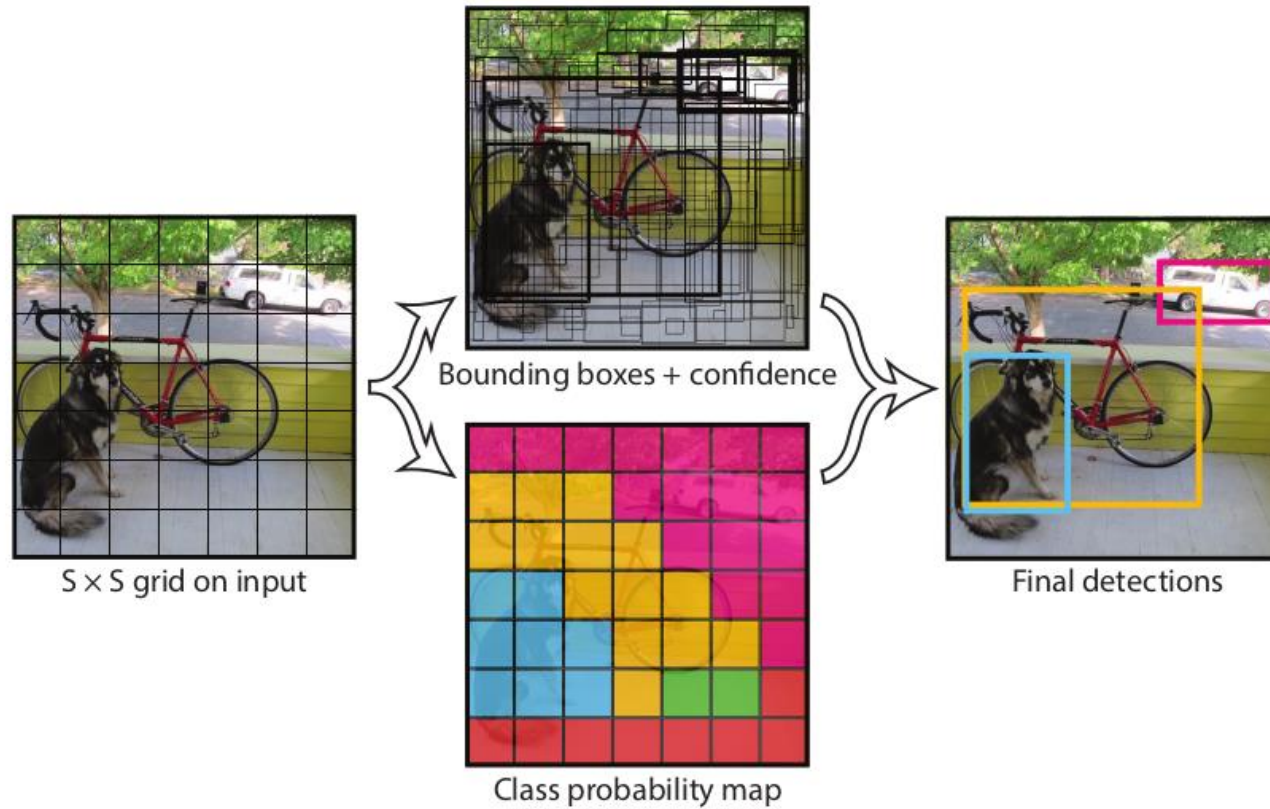 S × S grid on input
Bounding boxes + confidence
Class probability map
Final detections